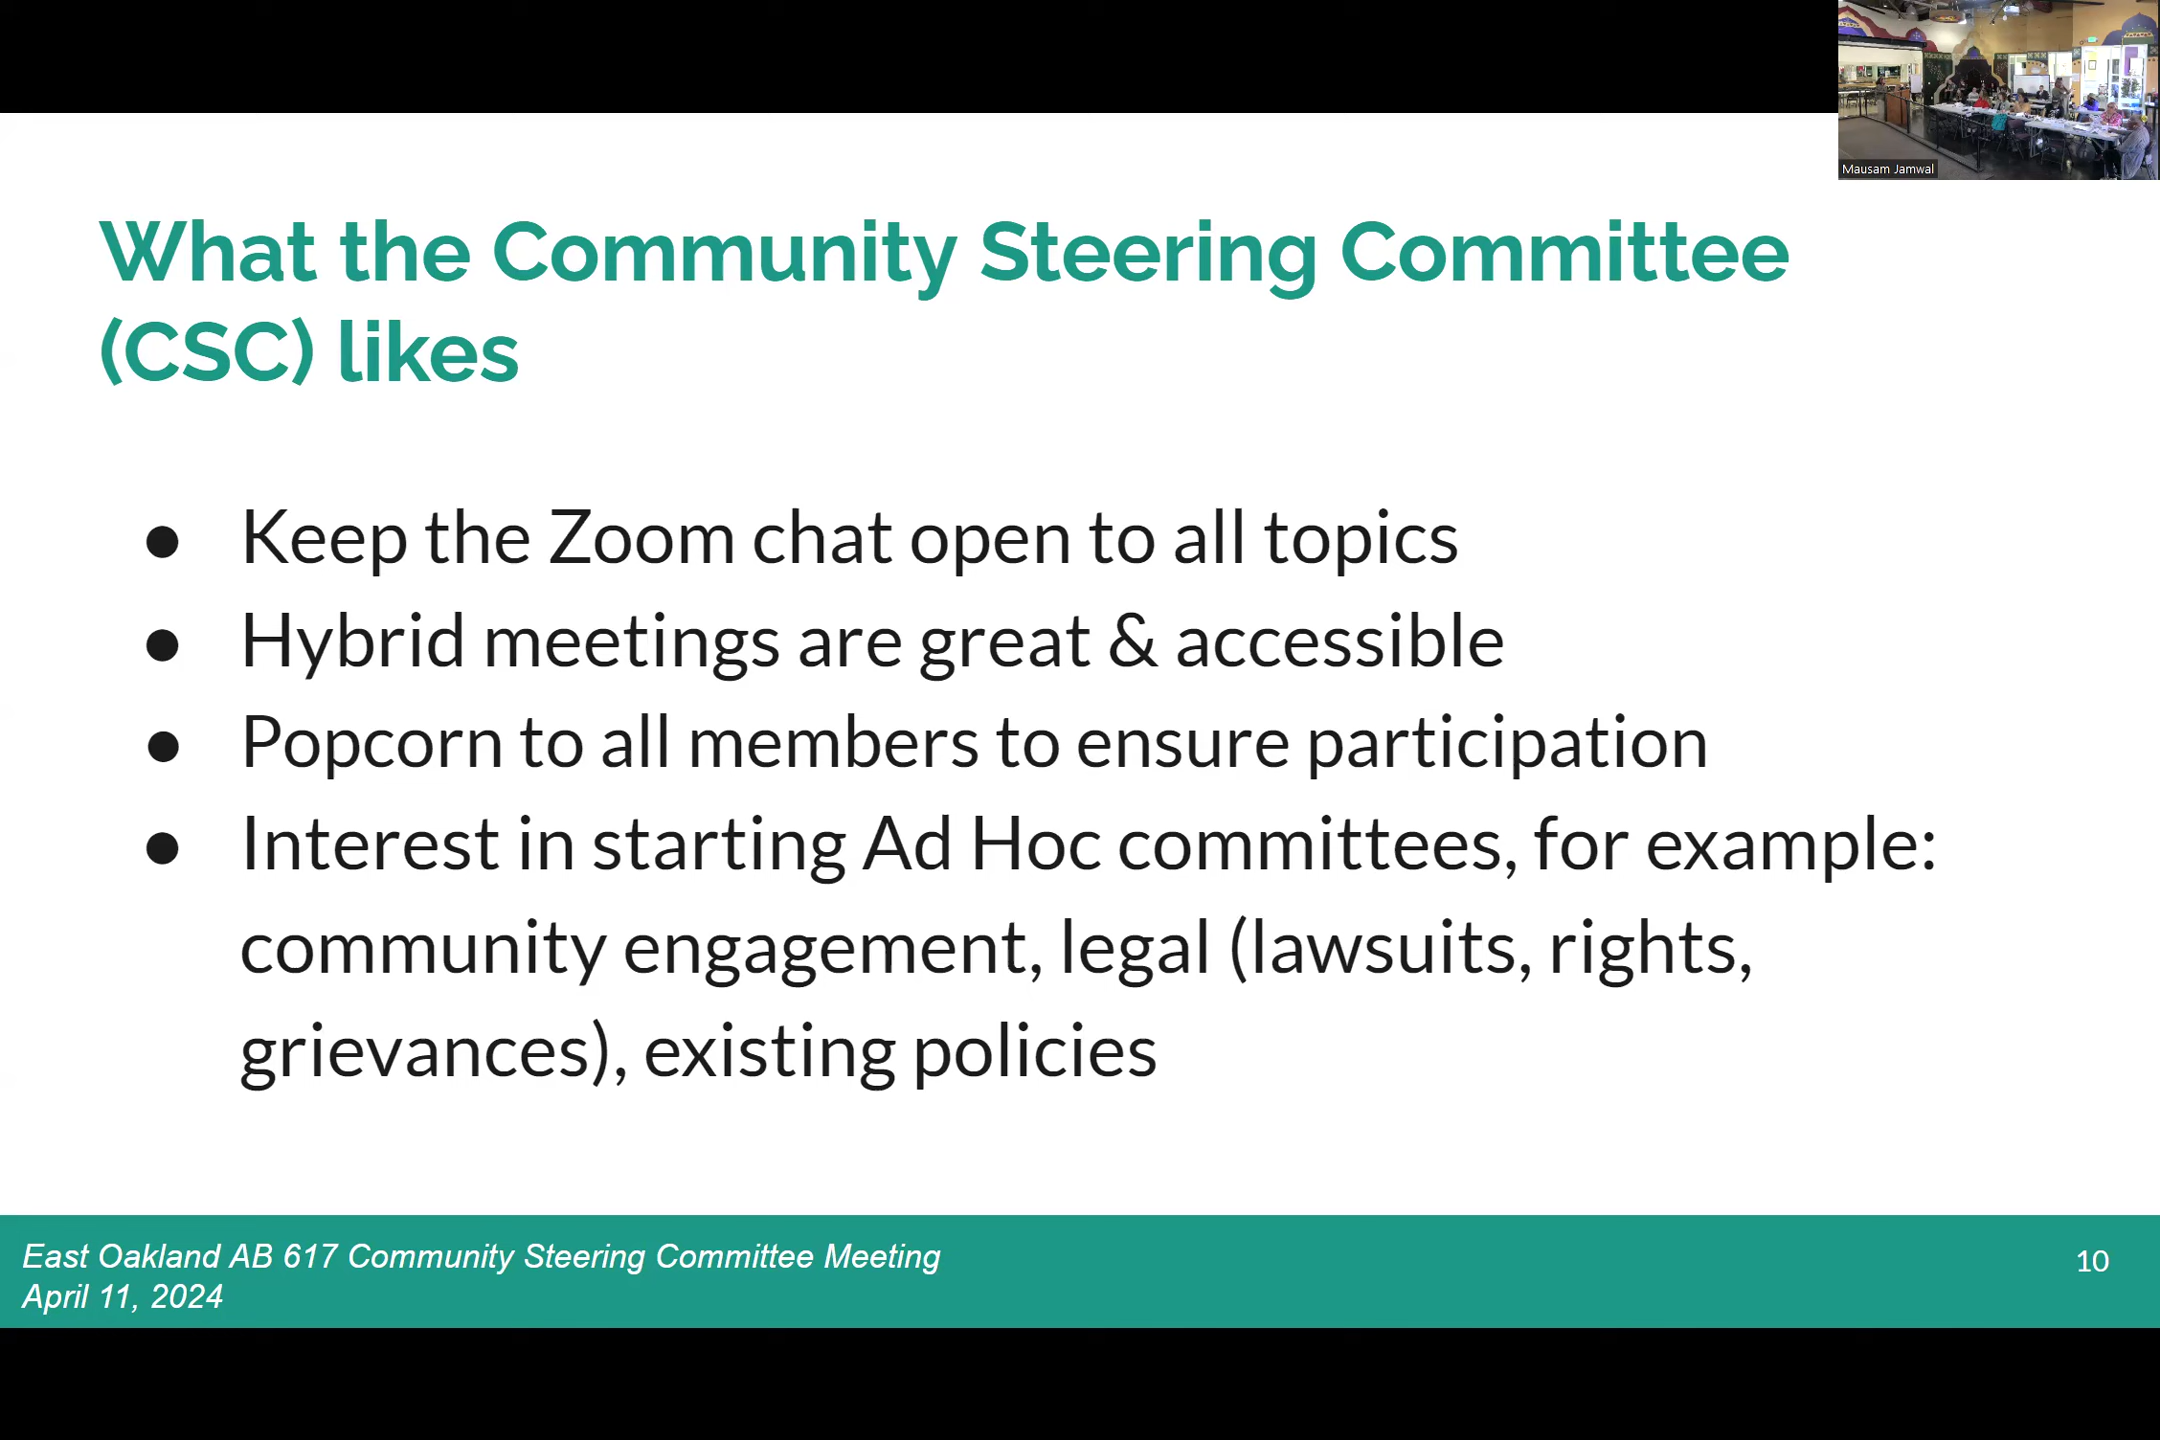 Mausam Jamwal
What the Community Steering Committee
(CSC) likes
● Keep the Zoom chat open to all topics
● Hybrid meetings are great & accessible
● Popcorn to all members to ensure participation
● Interest in starting Ad Hoc committees, for example:
community engagement, legal (lawsuits, rights,
grievances), existing policies
East Oakland AB 617 Community Steering Committee Meeting
April 11, 2024
10